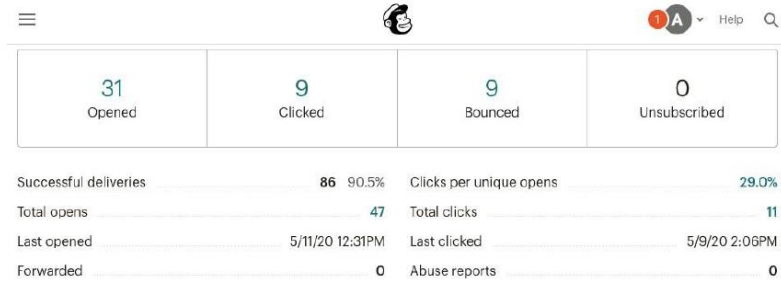 1 A Help
31 9 9 0
Opened Clicked Bounced Unsubscribed
Successful deliveries 86 90.5% Clicks per unique opens 29.0%
Total opens 47 Total clicks 11
Last opened 5/11/20 12:31PM Last clicked 5/9/20 2:06PM
Forwarded 0 Abuse reports 0